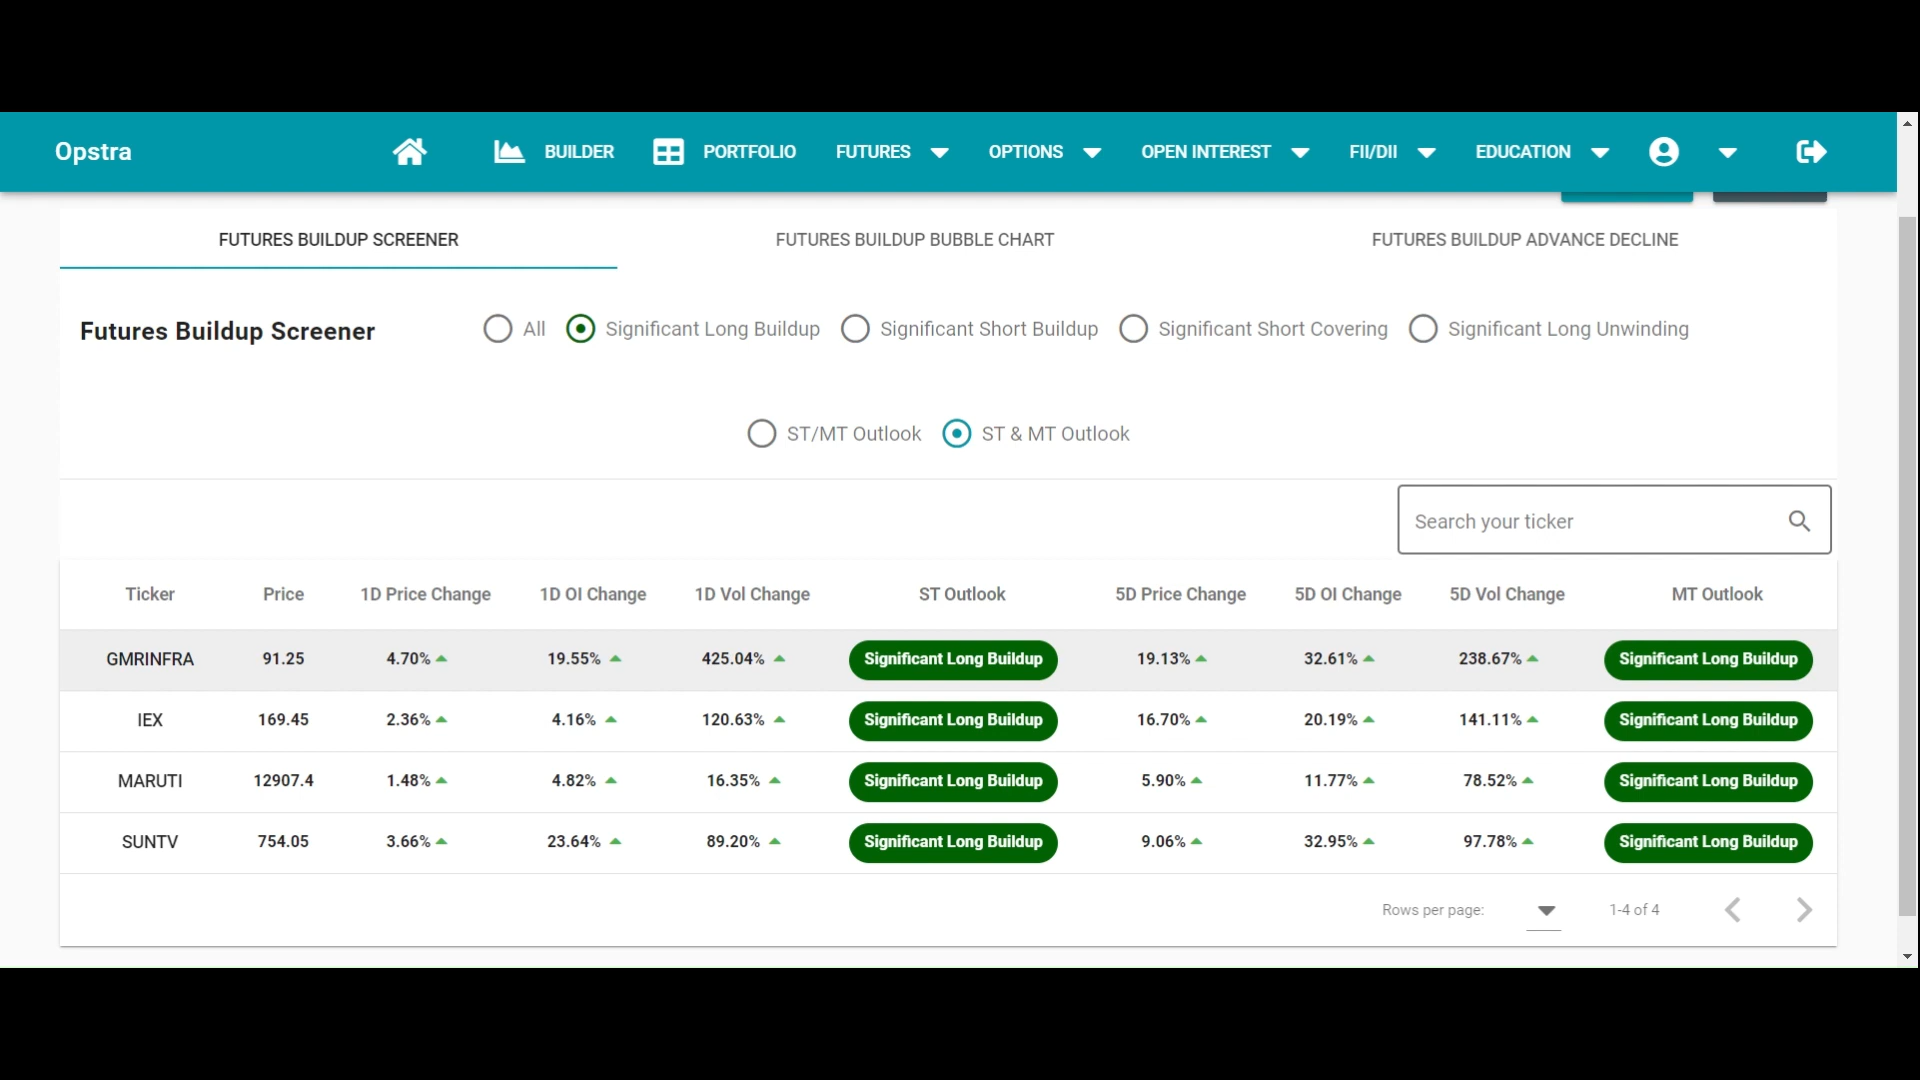 Opstra BUILDER PORTFOLIO FUTURES OPTIONS OPEN INTEREST FII/DII EDUCATION
FUTURES BUILDUP SCREENER FUTURES BUILDUP BUBBLE CHART FUTURES BUILDUP ADVANCE DECLINE
Futures Buildup Screener All Significant Long Buildup Significant Short Buildup Significant Short Covering Significant Long Unwinding
ST/MT Outlook ST & MT Outlook
Search your ticker
Ticker Price 1D Price Change 1D OI Change 1D Vol Change ST Outlook 5D Price Change 5D OI Change 5D Vol Change MT Outlook
GMRINFRA 91.25 4.70% 19.55% 425.04% Significant Long Buildup 19.13% 32.61% 238.67% Significant Long Buildup
IEX 169.45 2.36% 4.16% 120.63% Significant Long Buildup 16.70% 20.19% 141.11% Significant Long Buildup
MARUTI 12907.4 1.48% 4.82% 16.35% Significant Long Buildup 5.90% 11.77% 78.52% Significant Long Buildup
SUNTV 754.05 3.66% 23.64% 89.20% Significant Long Buildup 9.06% 32.95% 97.78% Significant Long Buildup
Rows per page: 1-4 of 4